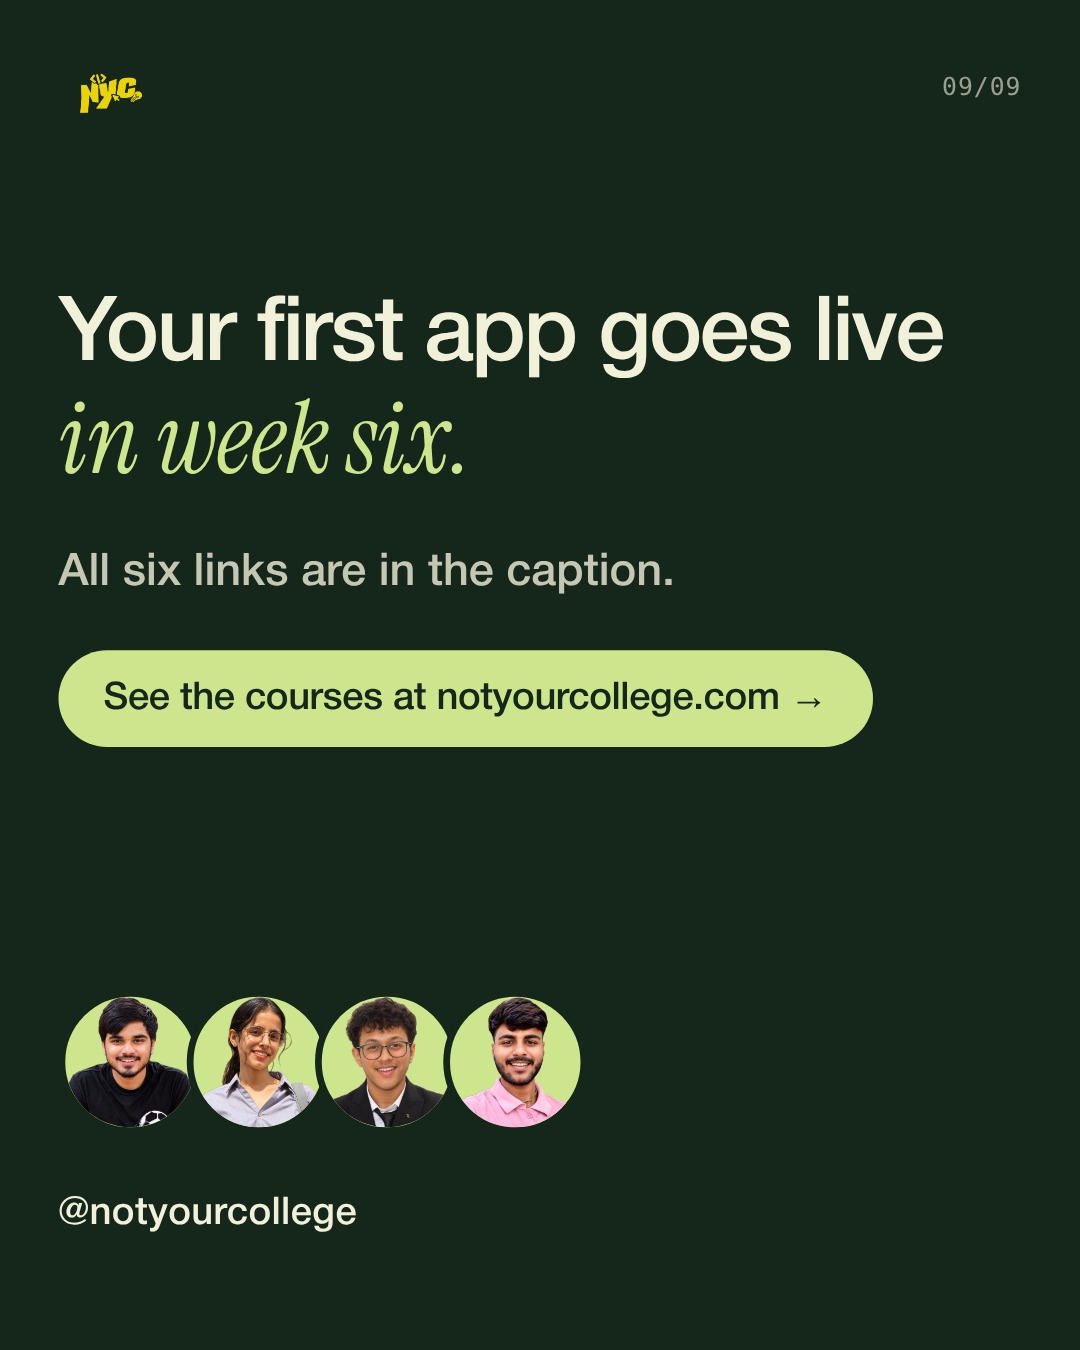 NYC
09/09
Your first app goes live
in week six.
All six links are in the caption.
See the courses at notyourcollege.com →
@notyourcollege